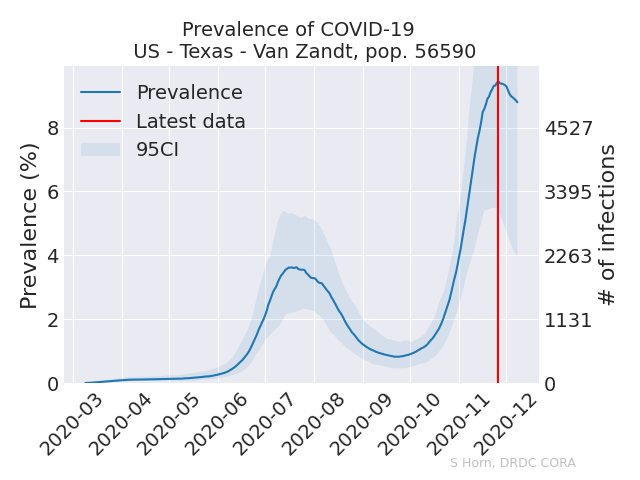 Prevalence of COVID-19
US - Texas - Van Zandt, pop. 56590
Prevalence
Latest data
95CI
Prevalence (%)
8
6
4
2
0
4527
3395
2263
1131
0
# of infections
2020-03
2020-04
2020-05
2020-06
2020-07
2020-08
2020-09
2020-10
2020-11
2020-12
S Horn, DRDC CORA